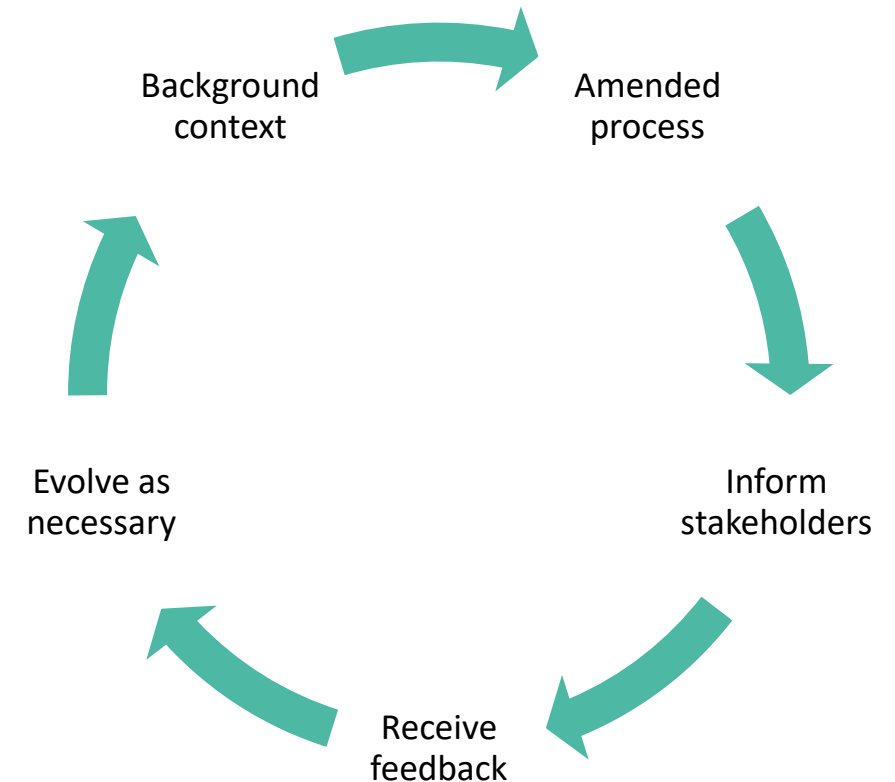 Background
context
Amended
process
Inform
stakeholders
Receive
feedback
Evolve as
necessary